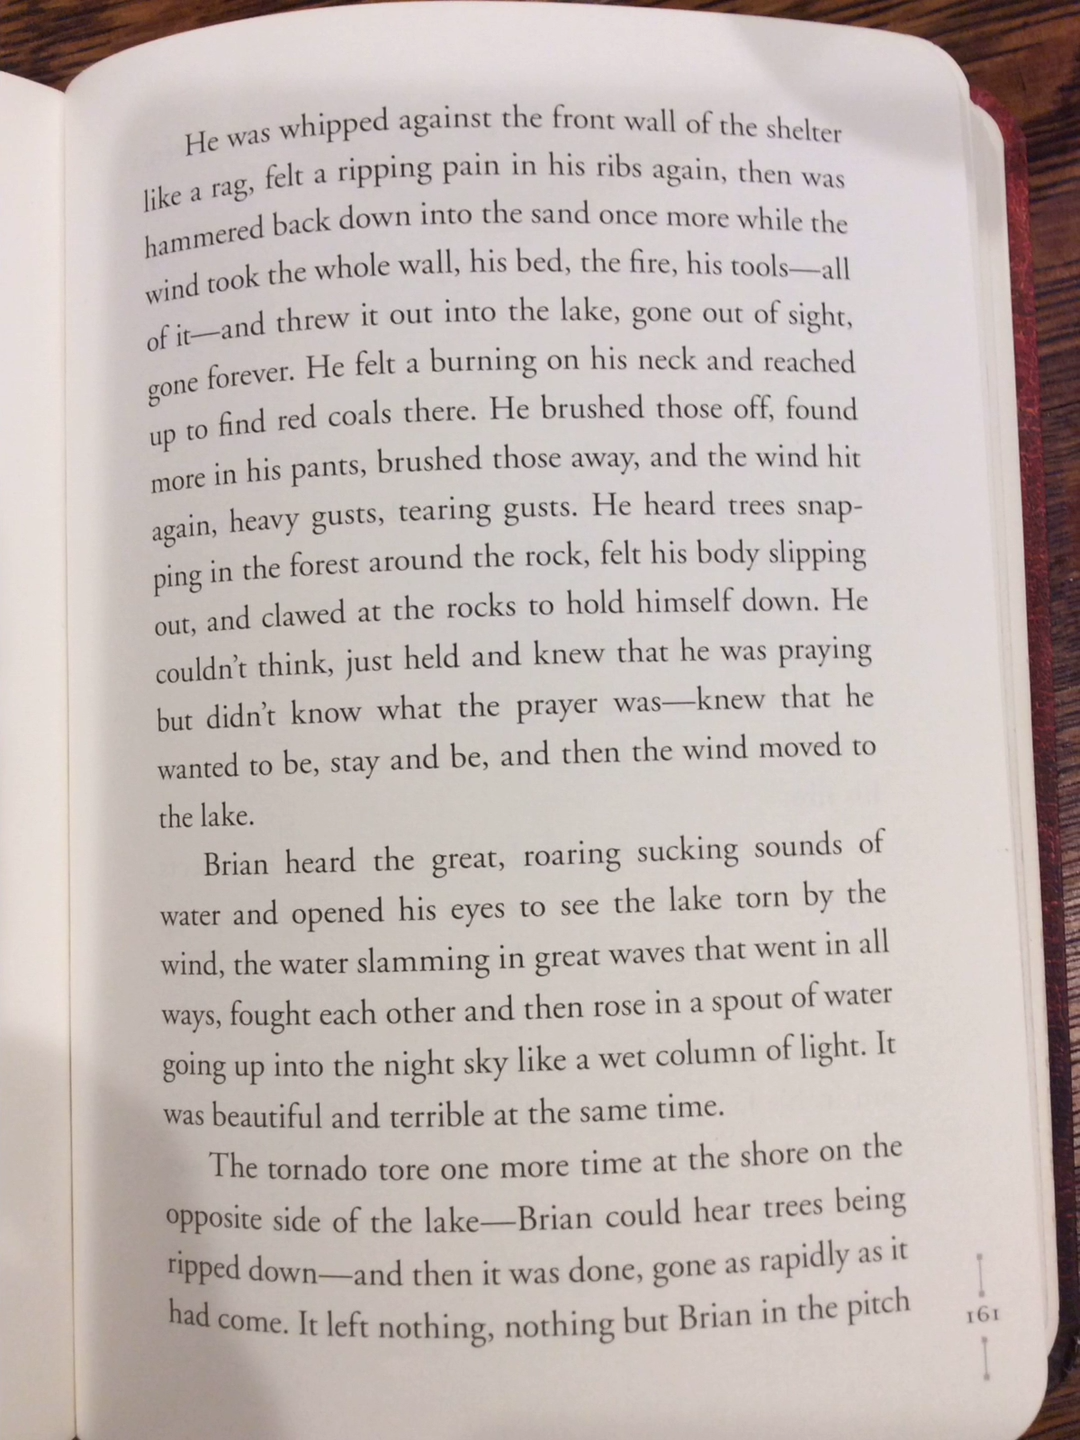 He was whipped against the front wall of the shelter
like a rag, felt a ripping pain in his ribs again, then was
hammered back down into the sand once more while the
wind took the whole wall, his bed, the fire, his tools—all
of it—and threw it out into the lake, gone out of sight,
gone forever. He felt a burning on his neck and reached
up to find red coals there. He brushed those off, found
more in his pants, brushed those away, and the wind hit
again, heavy gusts, tearing gusts. He heard trees snap-
ping in the forest around the rock, felt his body slipping
out, and clawed at the rocks to hold himself down. He
couldn't think, just held and knew that he was praying
but didn't know what the prayer was—knew that he
wanted to be, stay and be, and then the wind moved to
the lake.
Brian heard the great, roaring sucking sounds of
water and opened his eyes to see the lake torn by the
wind, the water slamming in great waves that went in all
ways, fought each other and then rose in a spout of water
going up into the night sky like a wet column of light. It
was beautiful and terrible at the same time.
The tornado tore one more time at the shore on the
opposite side of the lake—Brian could hear trees being
ripped down—and then it was done, gone as rapidly as it
had come. It left nothing, nothing but Brian in the pitch
161